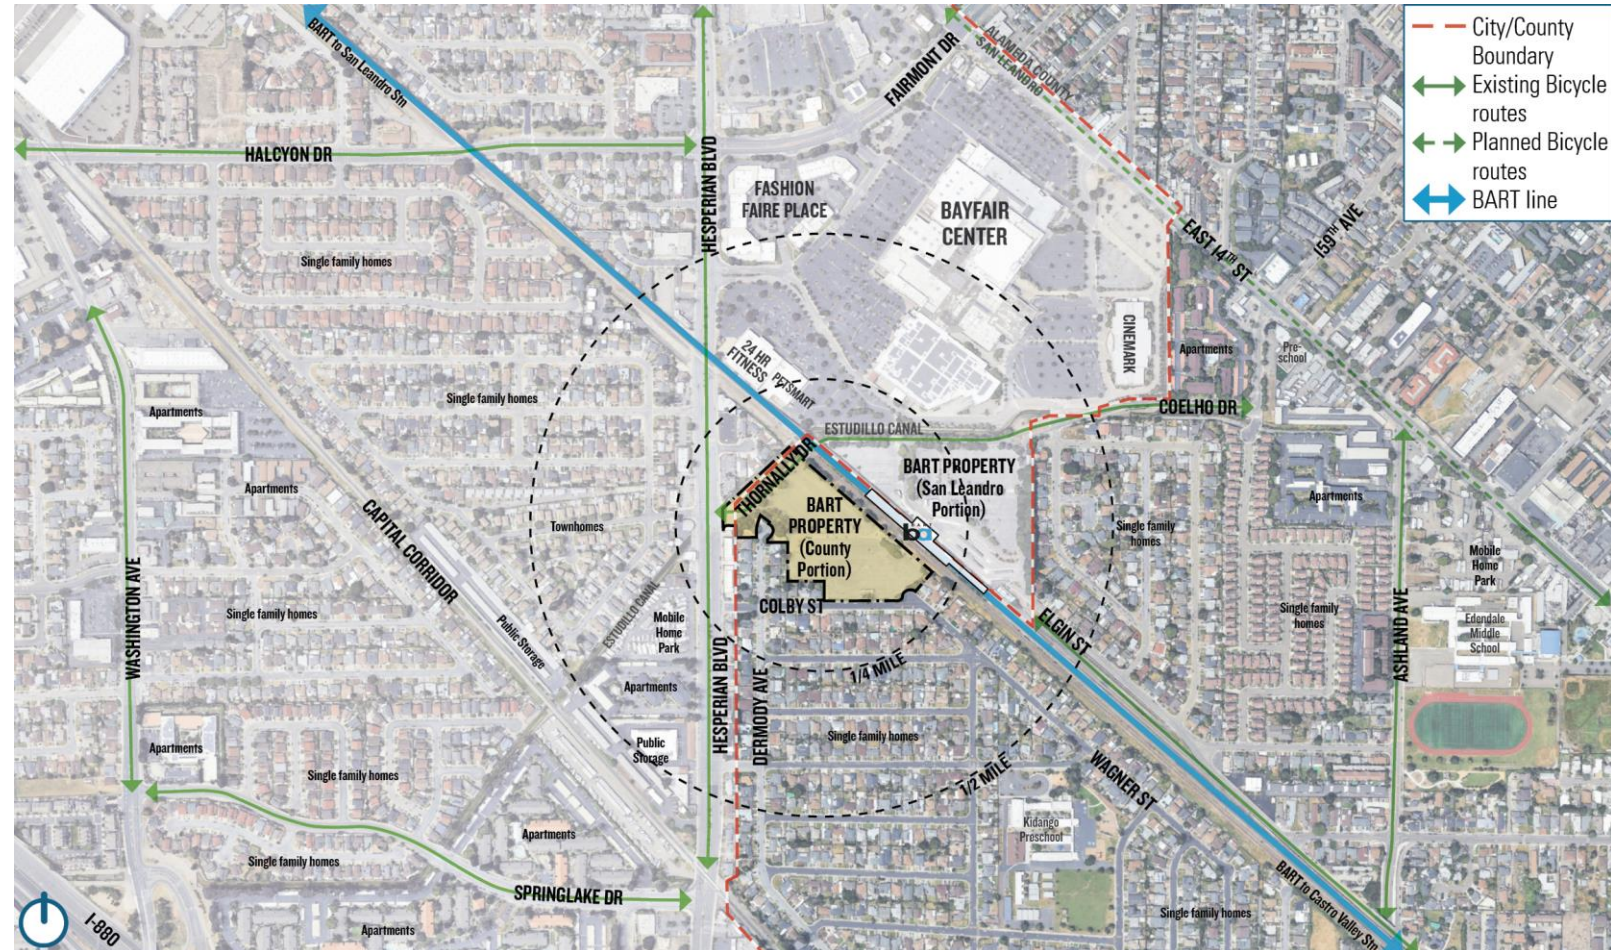 City/County
Boundary
Existing Bicycle
routes
Planned Bicycle
routes
BART line
BART to San Leandro Stn
HESPERIAN BLVD
FAIRMONT DR
ALAMEDA COUNTY
SAN LEANDRO
HALCYON DR
FASHION
FAIRE PLACE
BAYFAIR
CENTER
EAST 14TH ST
159TH AVE
Single family homes
24 HR
FITNESS
PETSMART
CINEMARK
Apartments
Pre-
school
Single family homes
Apartments
COELHO DR
ESTUDILLO CANAL
THORNALLY DR
BART PROPERTY
(San Leandro
Portion)
Apartments
CAPITAL CORRIDOR
BART
PROPERTY
(County
Portion)
ba
Townhomes
Single family
homes
Apartments
Mobile
Home
Park
WASHINGTON AVE
Single family homes
Public Storage
ESTUDILLO CANAL
Mobile
Home
Park
COLBY ST
ELGIN ST
Single family
homes
ASHLAND AVE
Edendale
Middle
School
1/4 MILE
Apartments
HESPERIAN BLVD
DERMODY AVE
Single family homes
Apartments
Public
Storage
Single family homes
1/2 MILE
WAGNER ST
Kidango
Preschool
Apartments
Single family homes
SPRINGLAKE DR
BART to Castro Valley Stn
Single family homes
I-880
Apartments